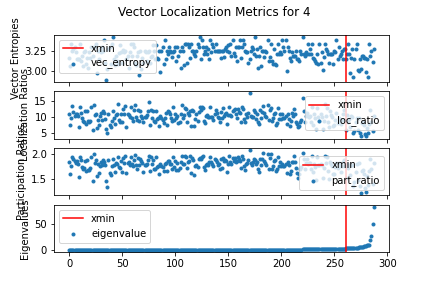 Vector Localization Metrics for 4
Vector Entropies
3.25
3.00
xmin
vec_entropy
Localization Ratios
15
10
5
xmin
loc_ratio
Participation Ratios
2.0
1.5
xmin
part_ratio
Eigenvalues
50
0
xmin
eigenvalue
0 50 100 150 200 250 300